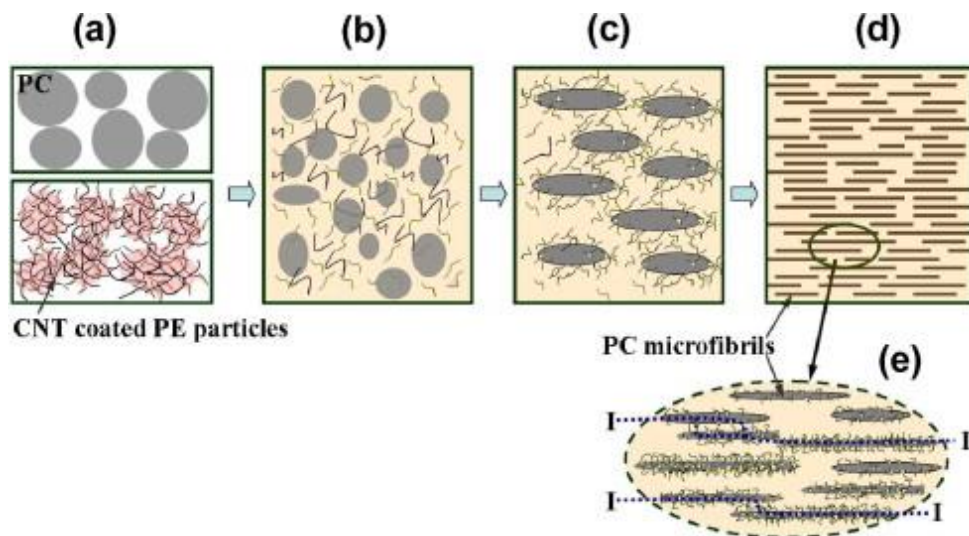 (a)
(b)
(c)
(d)
PC
CNT coated PE particles
PC microfibrils
(e)
I
I
I
I